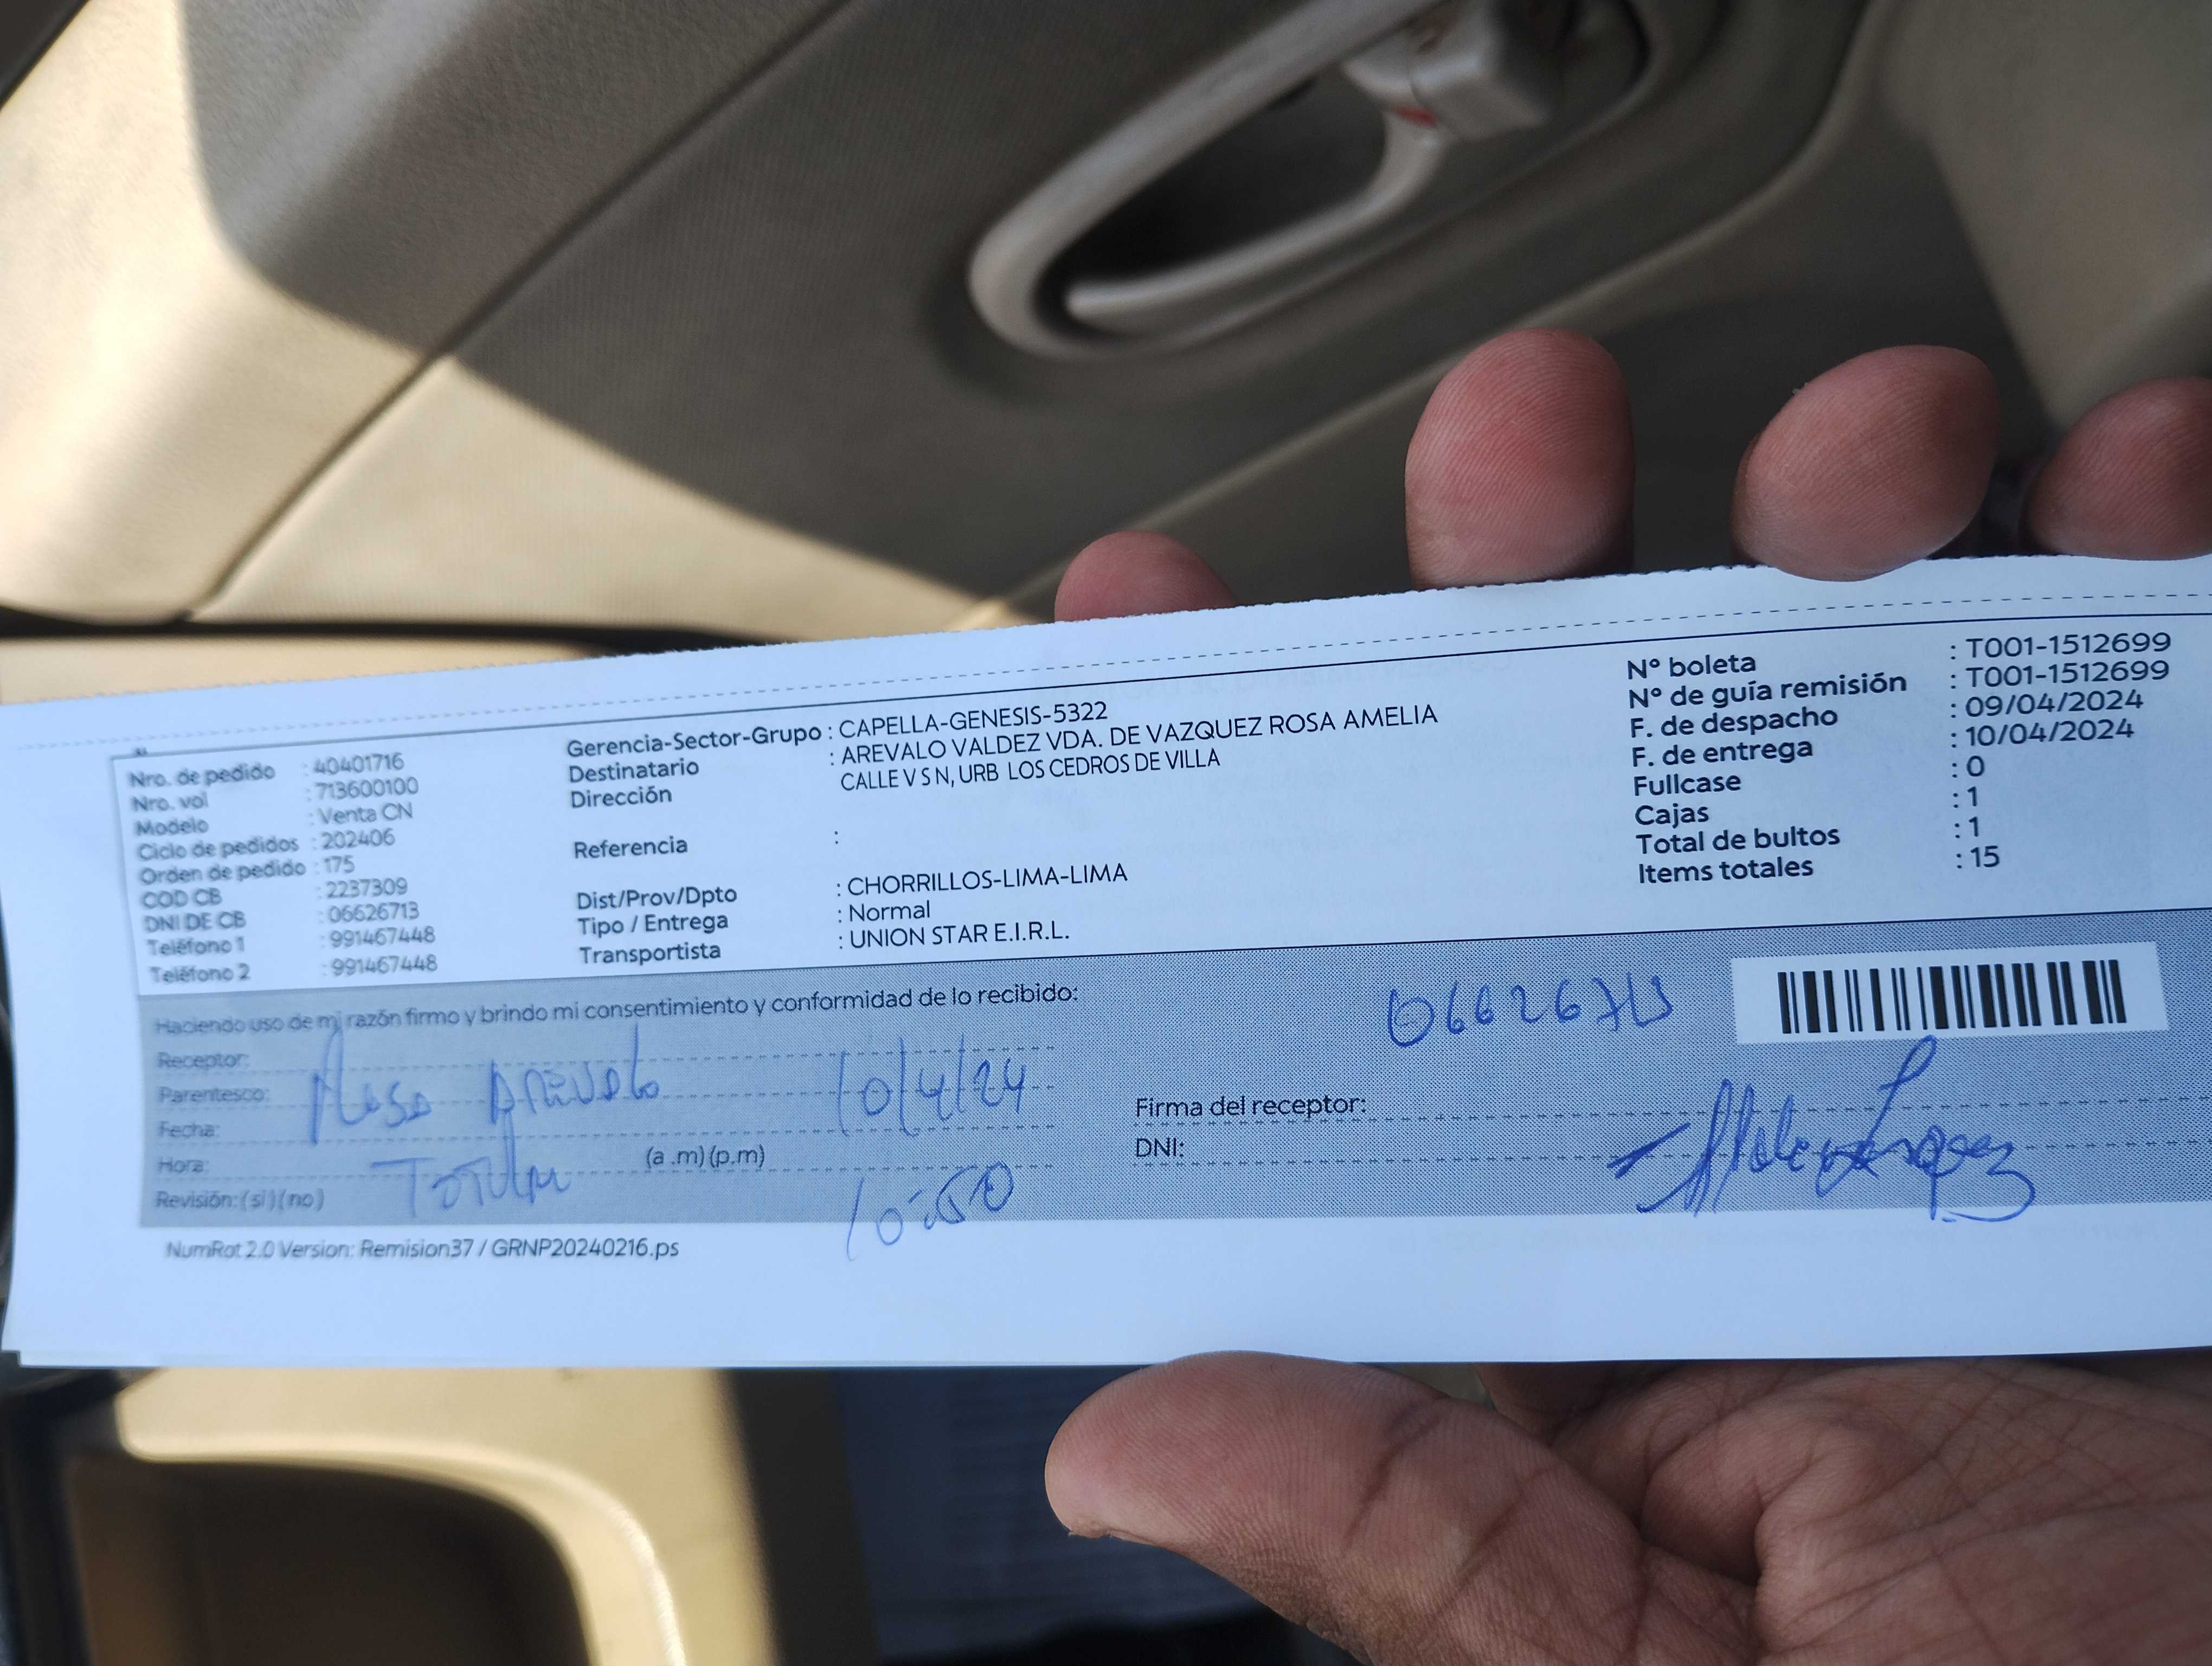 Nro. de pedido : 40401716
Nro. vol : 713600100
Modelo : Venta CN
Ciclo de pedidos : 202406
Orden de pedido : 175
COD CB : 2237309
DNI DE CB : 06626713
Teléfono 1 : 991467448
Teléfono 2 : 991467448
Gerencia-Sector-Grupo : CAPELLA-GENESIS-5322
Destinatario : AREVALO VALDEZ VDA. DE VAZQUEZ ROSA AMELIA
Dirección CALLE V S N, URB LOS CEDROS DE VILLA
Referencia :
Dist/Prov/Dpto : CHORRILLOS-LIMA-LIMA
Tipo / Entrega : Normal
Transportista : UNION STAR E.I.R.L.
N° boleta : T001-1512699
N° de guía remisión : T001-1512699
F. de despacho : 09/04/2024
F. de entrega : 10/04/2024
Fullcase : 0
Cajas : 1
Total de bultos : 1
Items totales : 15
Haciendo uso de mi razón firmo y brindo mi consentimiento y conformidad de lo recibido:
06626713
Receptor:
Parentesco: Rosa Arevalo 10/4/24
Fecha:
Hora: Titular (a .m) (p.m)
Revisión: ( si ) ( no ) 10:50
Firma del receptor:
DNI:
NumRot 2.0 Version: Remision37 / GRNP20240216.ps